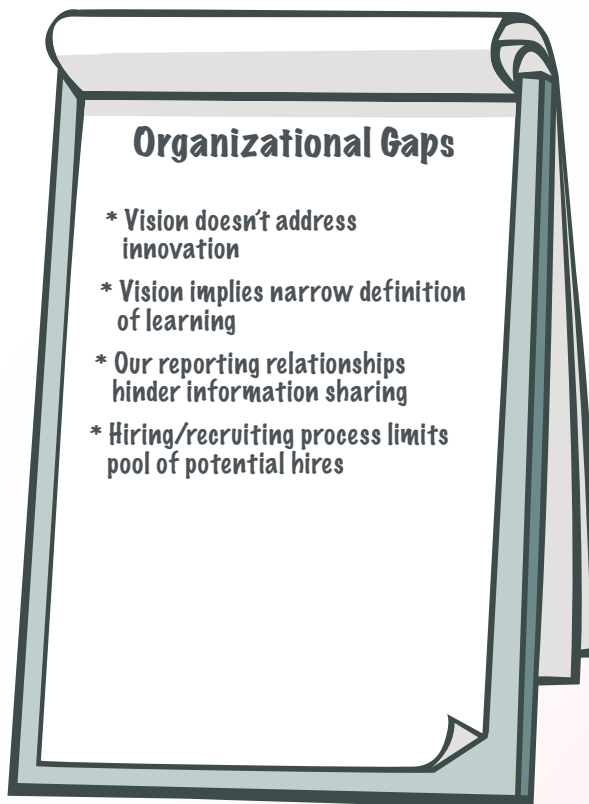 Organizational Gaps
* Vision doesn't address
innovation
* Vision implies narrow definition
of learning
* Our reporting relationships
hinder information sharing
* Hiring/recruiting process limits
pool of potential hires